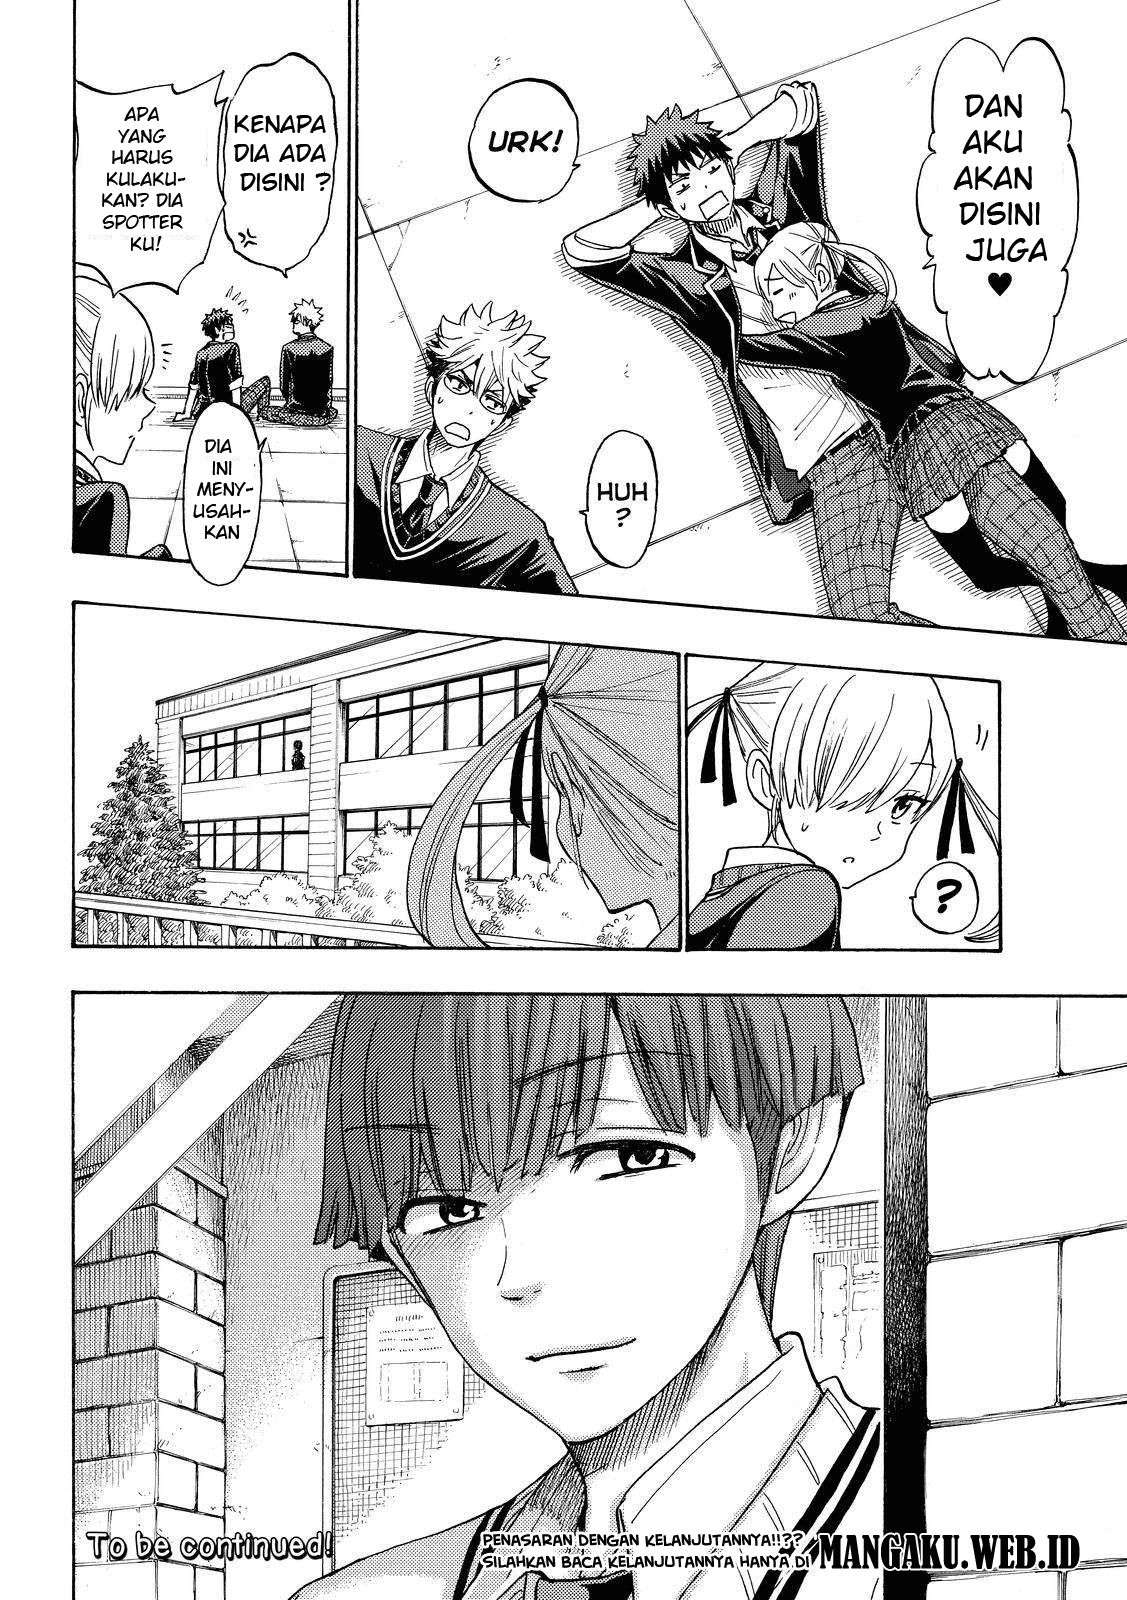 DAN
AKU
AKAN
DISINI
JUGA
♥
URK!
HUH
?
KENAPA
DIA ADA
DISINI ?
APA
YANG
HARUS
KULAKU-
KAN? DIA
SPOTTER
KU!
DIA
INI
MENY-
USAH-
KAN
?
To be continued!
PENASARAN DENGAN KELANJUTANNYA!!??
SILAHKAN BACA KELANJUTANNYA HANYA DI MANGAKU.WEB.ID